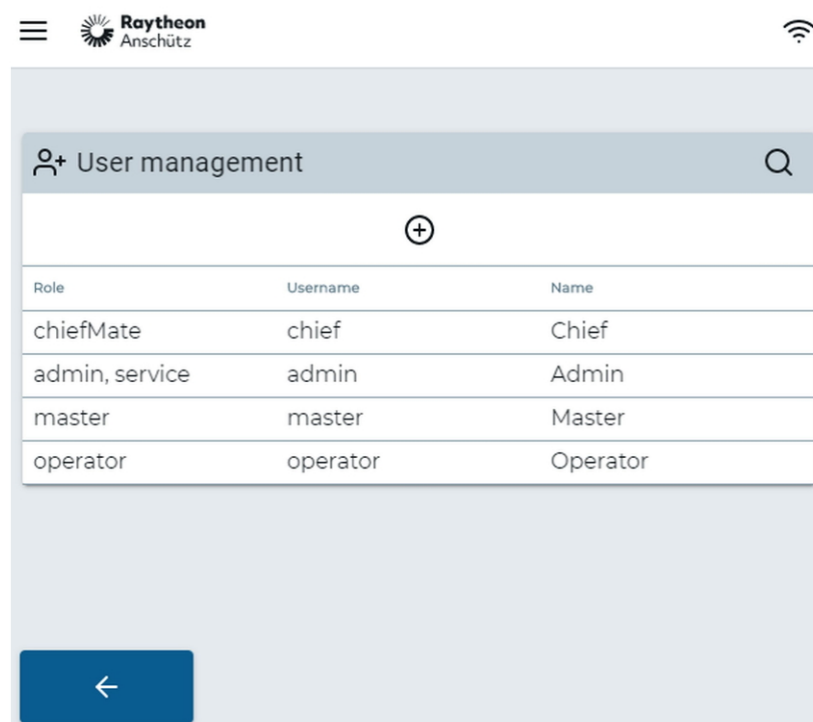 Raytheon
Anschütz
User management
Role Username Name
chiefMate chief Chief
admin, service admin Admin
master master Master
operator operator Operator